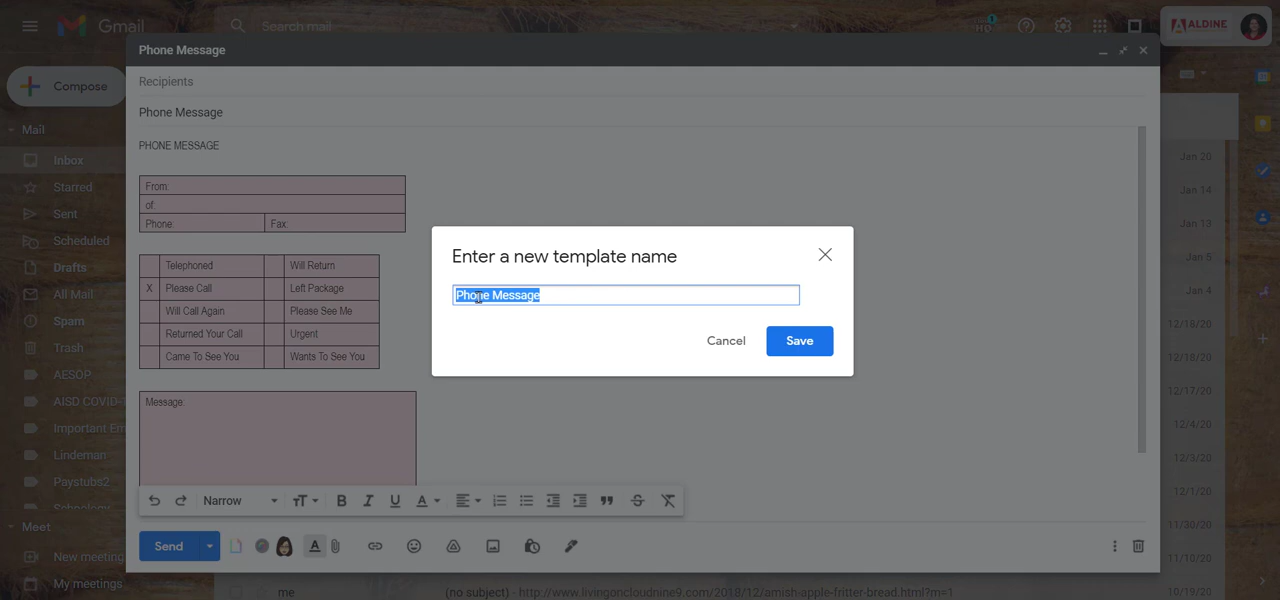 Gmail
Search mail
ALDINE
Compose
Mail
Inbox
Starred
Sent
Scheduled
Drafts
All Mail
Spam
Trash
AESOP
AISD COVID-1
Important Em
Lindeman
Paystubs2
Meet
New meeting
My meetings
Phone Message
Recipients
Phone Message
PHONE MESSAGE
From:
of:
Phone: Fax:
Telephoned Will Return
X Please Call Left Package
Will Call Again Please See Me
Returned Your Call Urgent
Came To See You Wants To See You
Message:
Narrow
Send
Enter a new template name
Phone Message
Cancel Save
Jan 20
Jan 14
Jan 13
Jan 5
Jan 4
12/18/20
12/18/20
12/17/20
12/4/20
12/3/20
12/1/20
11/30/20
11/10/20
me (no subject) - http://www.livingoncloudnine9.com/2018/12/amish-apple-fritter-bread.html?m=1 10/19/20